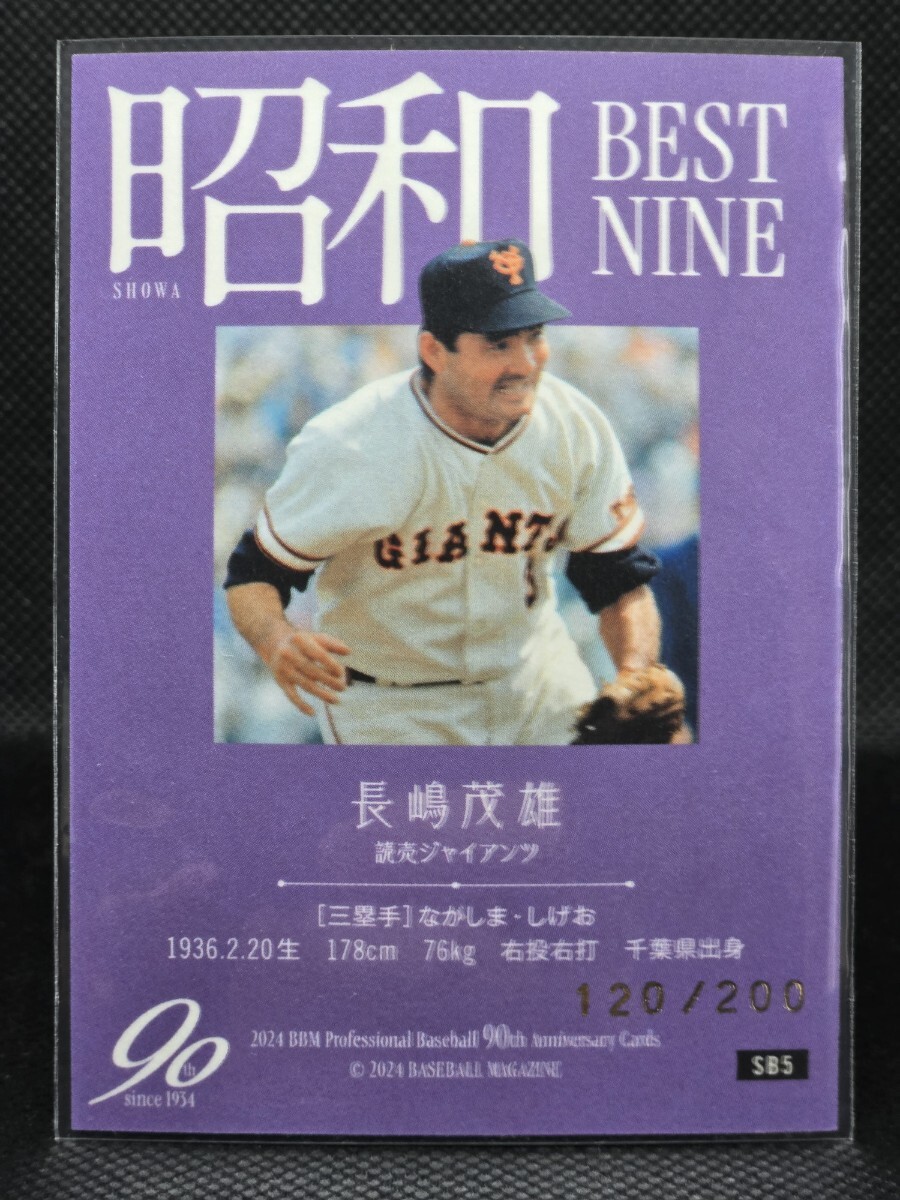 昭和
BEST
NINE
SHOWA
GIANTS
長嶋茂雄
読売ジャイアンツ
[三塁手]ながしま・しげお
1936.2.20生 178cm 76kg 右投右打 千葉県出身
120/200
90th
since 1934
2024 BBM Professional Baseball 90th Anniversary Cards
© 2024 BASEBALL MAGAZINE
SB5